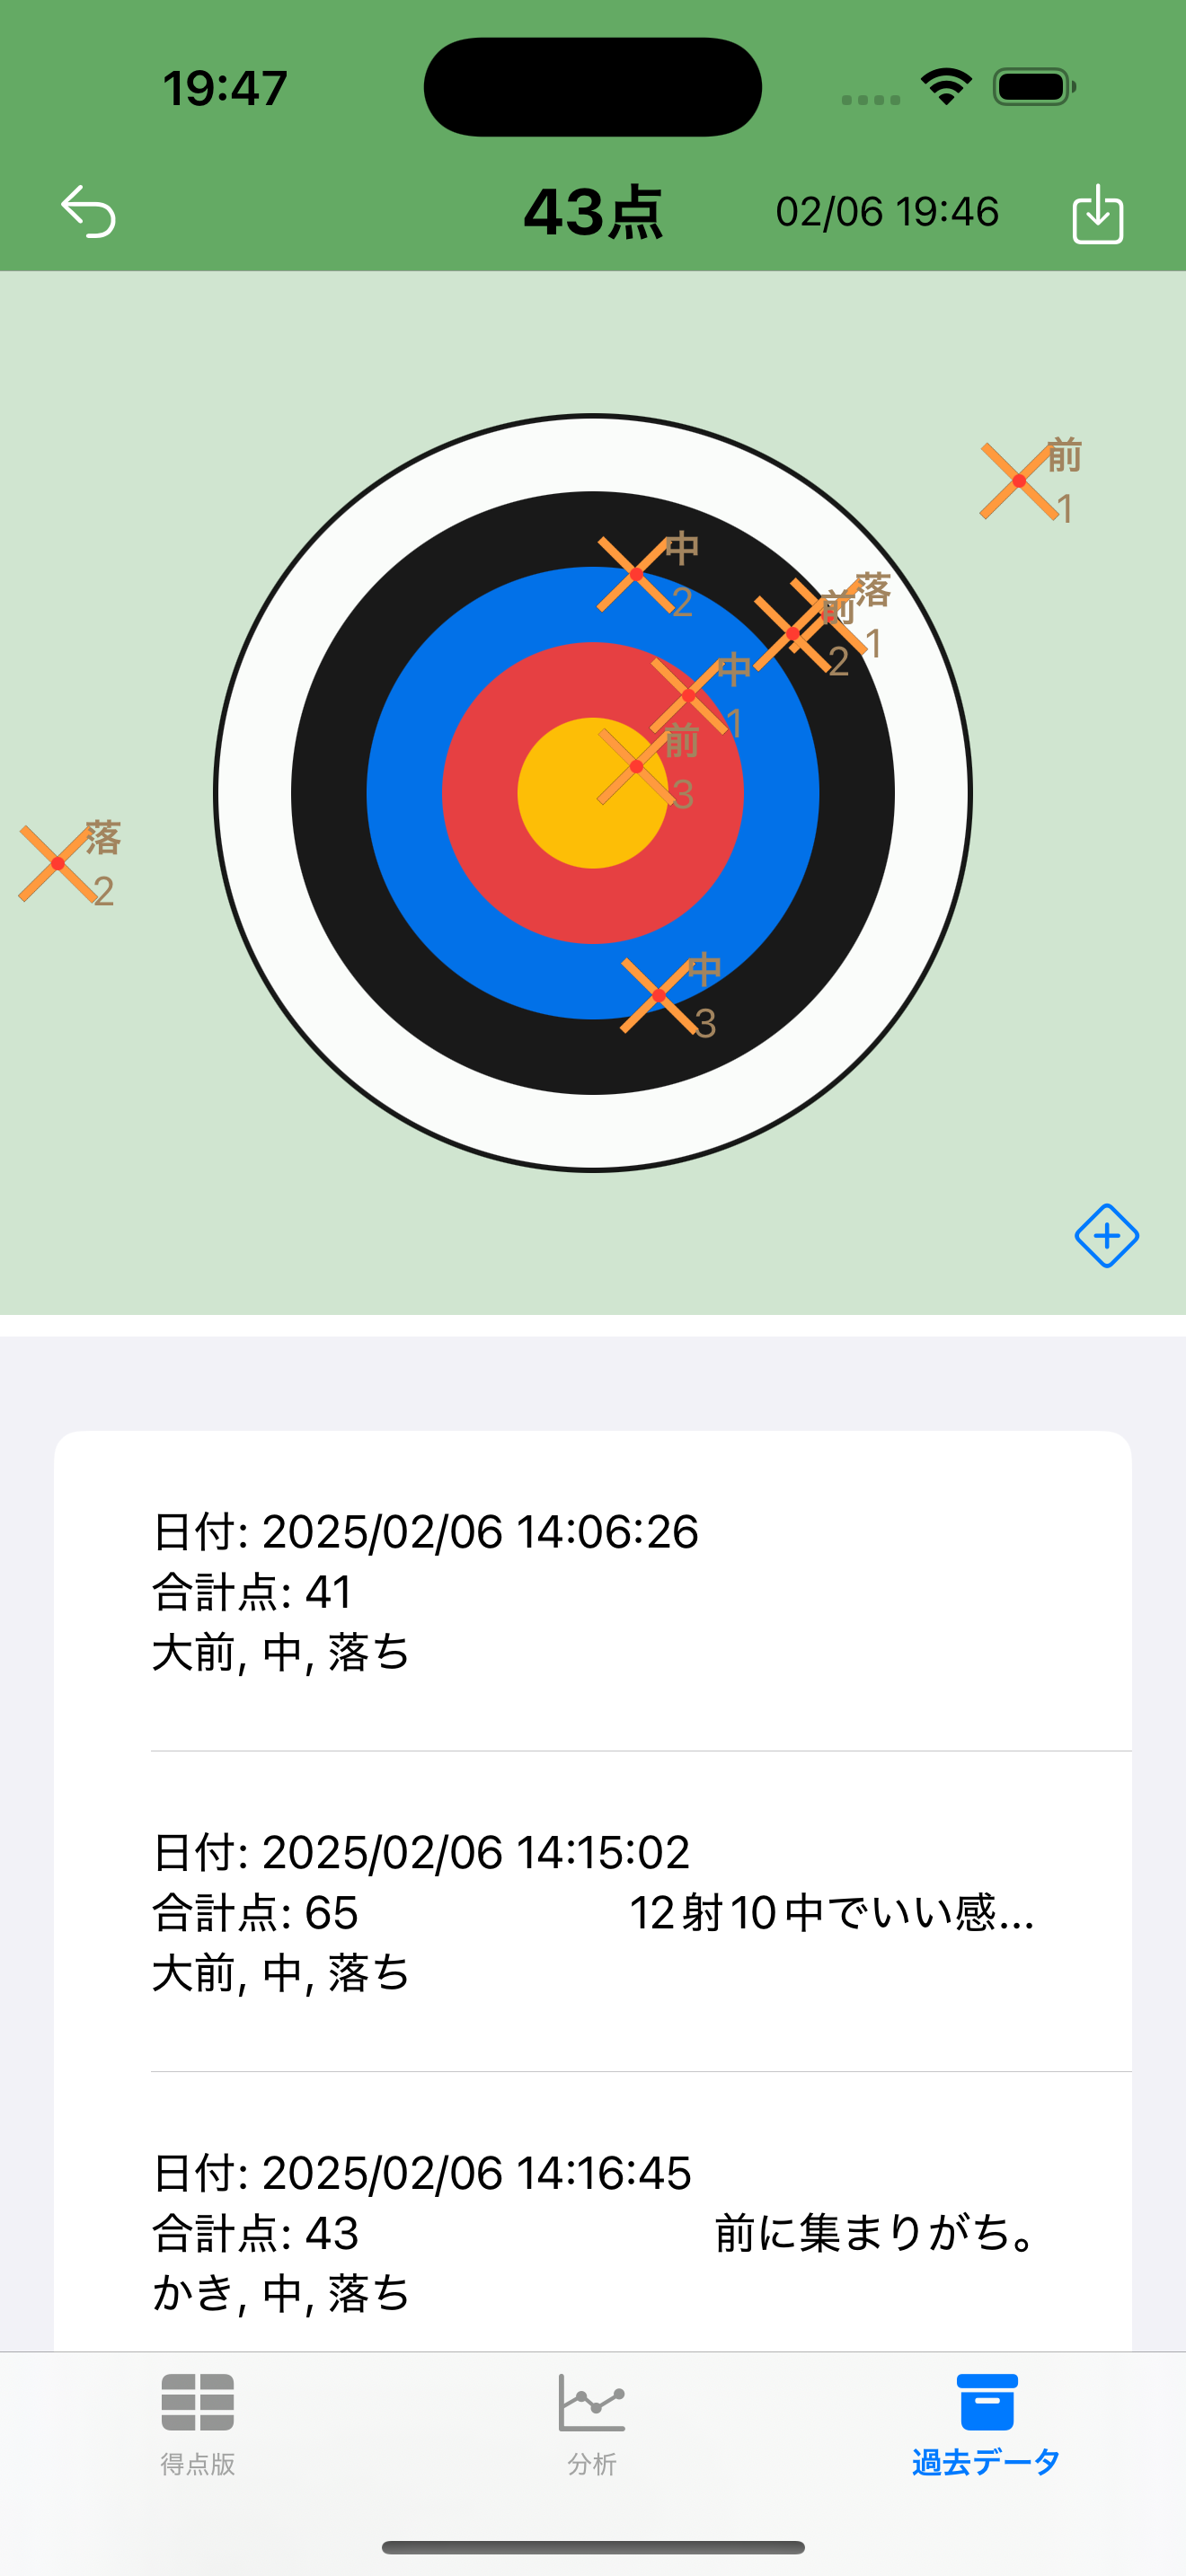 19:47
43点
02/06 19:46
前
1
中
2
落
1
前
2
中
1
前
3
落
2
中
3
日付: 2025/02/06 14:06:26
合計点: 41
大前, 中, 落ち
日付: 2025/02/06 14:15:02
合計点: 65 12射10中でいい感…
大前, 中, 落ち
日付: 2025/02/06 14:16:45
合計点: 43 前に集まりがち。
かき, 中, 落ち
得点版
分析
過去データ